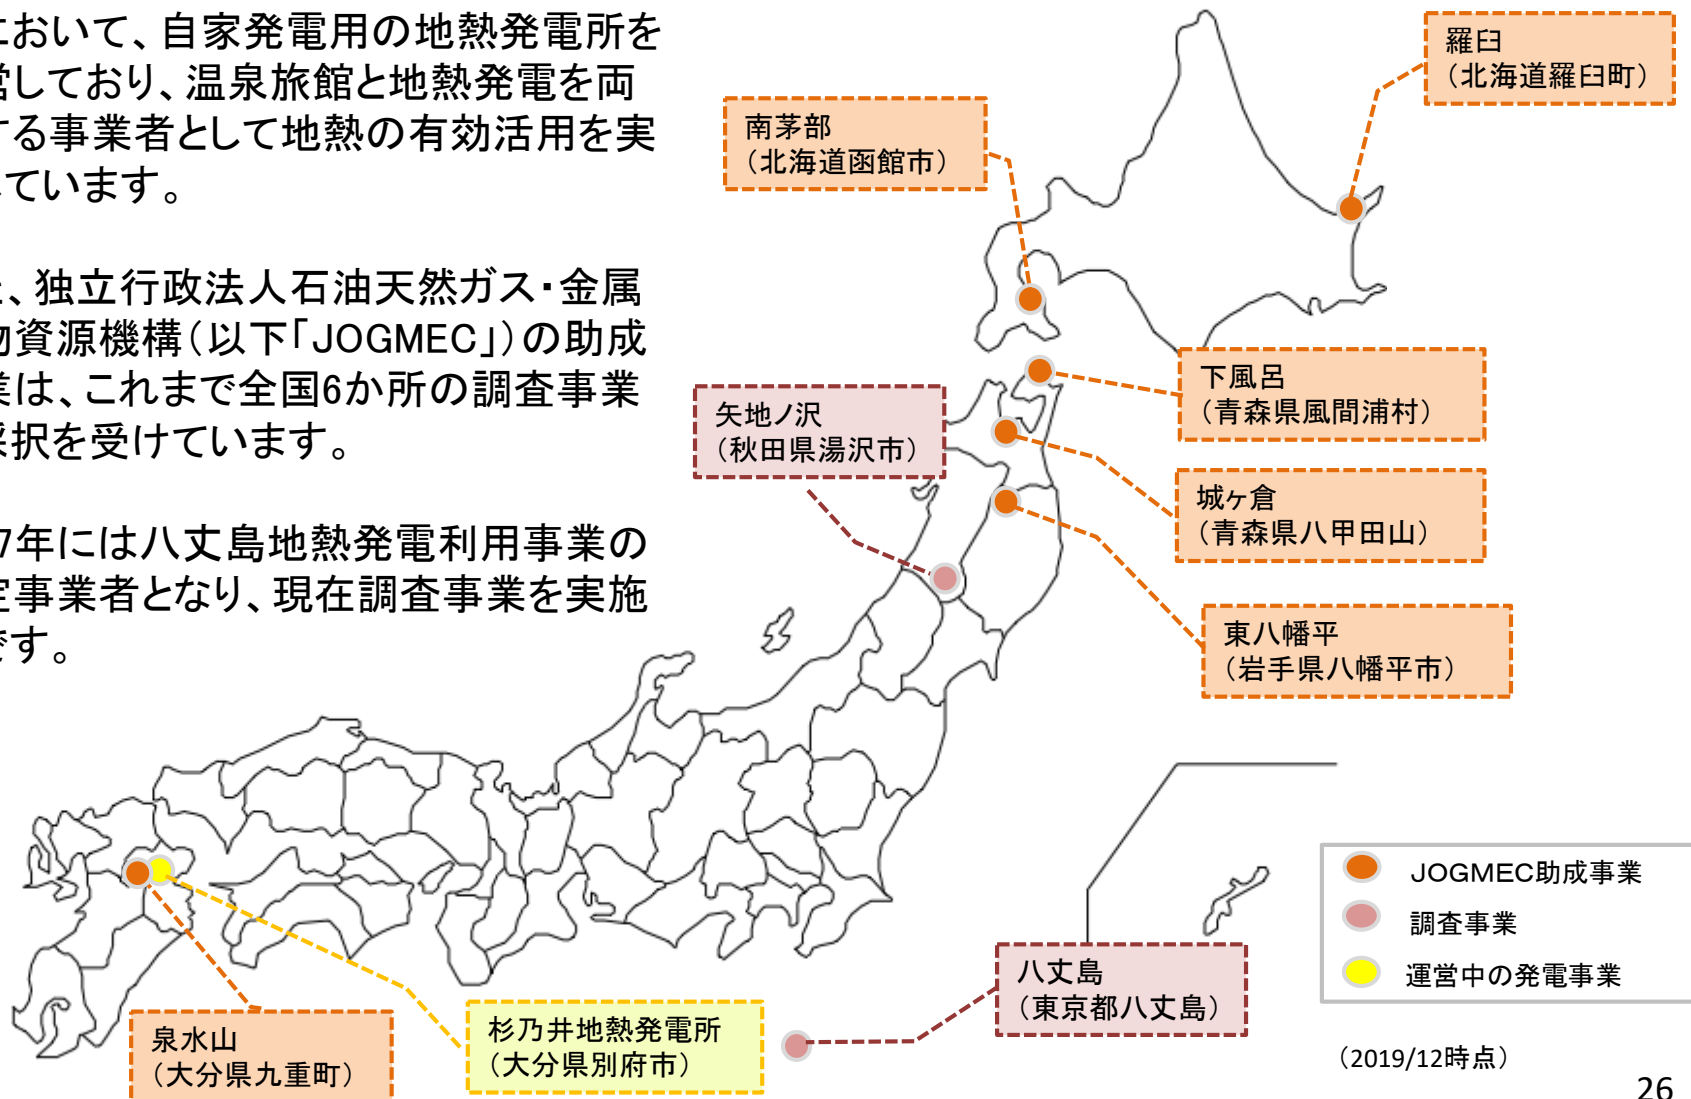 において、自家発電用の地熱発電所を
営しており、温泉旅館と地熱発電を両
する事業者として地熱の有効活用を実
しています。
、独立行政法人石油天然ガス・金属
物資源機構（以下「JOGMEC」）の助成
業は、これまで全国6か所の調査事業
採択を受けています。
7年には八丈島地熱発電利用事業の
定事業者となり、現在調査事業を実施
です。
羅臼
（北海道羅臼町）
南茅部
（北海道函館市）
下風呂
（青森県風間浦村）
矢地ノ沢
（秋田県湯沢市）
城ヶ倉
（青森県八甲田山）
東八幡平
（岩手県八幡平市）
八丈島
（東京都八丈島）
杉乃井地熱発電所
（大分県別府市）
泉水山
（大分県九重町）
JOGMEC助成事業
調査事業
運営中の発電事業
（2019/12時点）
26